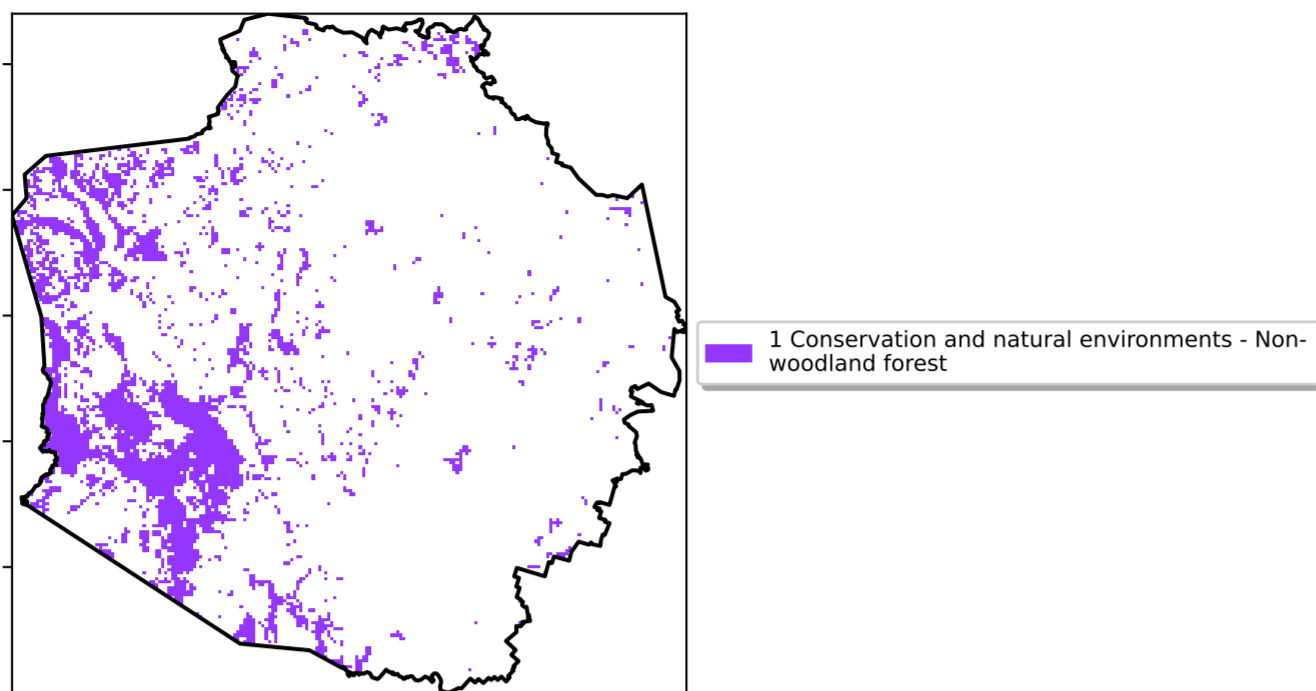 1 Conservation and natural environments - Non-
woodland forest